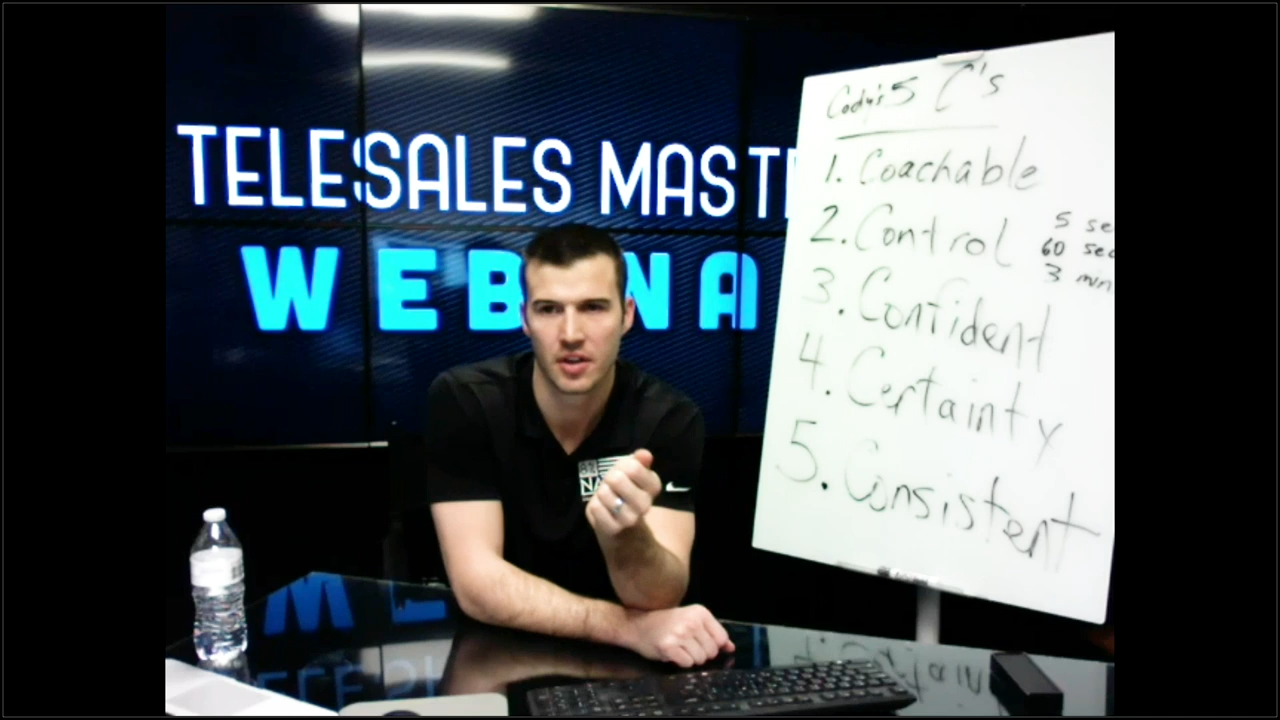 TELESALES MAST
WEB NA
Cody's 5 C's
1. Coachable
2. Control
5 se
60 sec
3 min
3. Confident
4. Certainty
5. Consistent